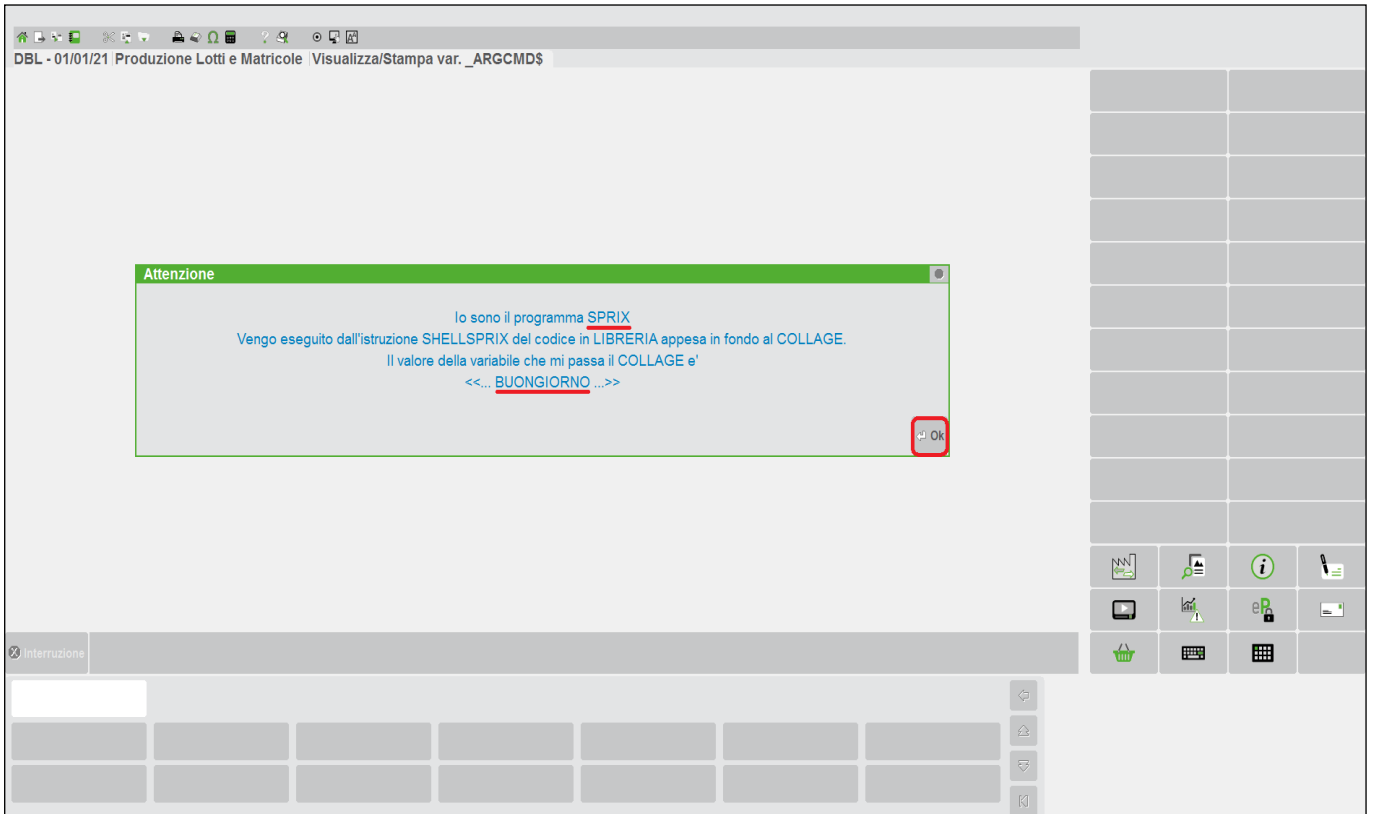 DBL - 01/01/21 Produzione Lotti e Matricole Visualizza/Stampa var. _ARGCMD$
Attenzione
Io sono il programma SPRIX
Vengo eseguito dall'istruzione SHELLSPRIX del codice in LIBRERIA appesa in fondo al COLLAGE.
Il valore della variabile che mi passa il COLLAGE e'
<<... BUONGIORNO ...>>
Ok
Interruzione